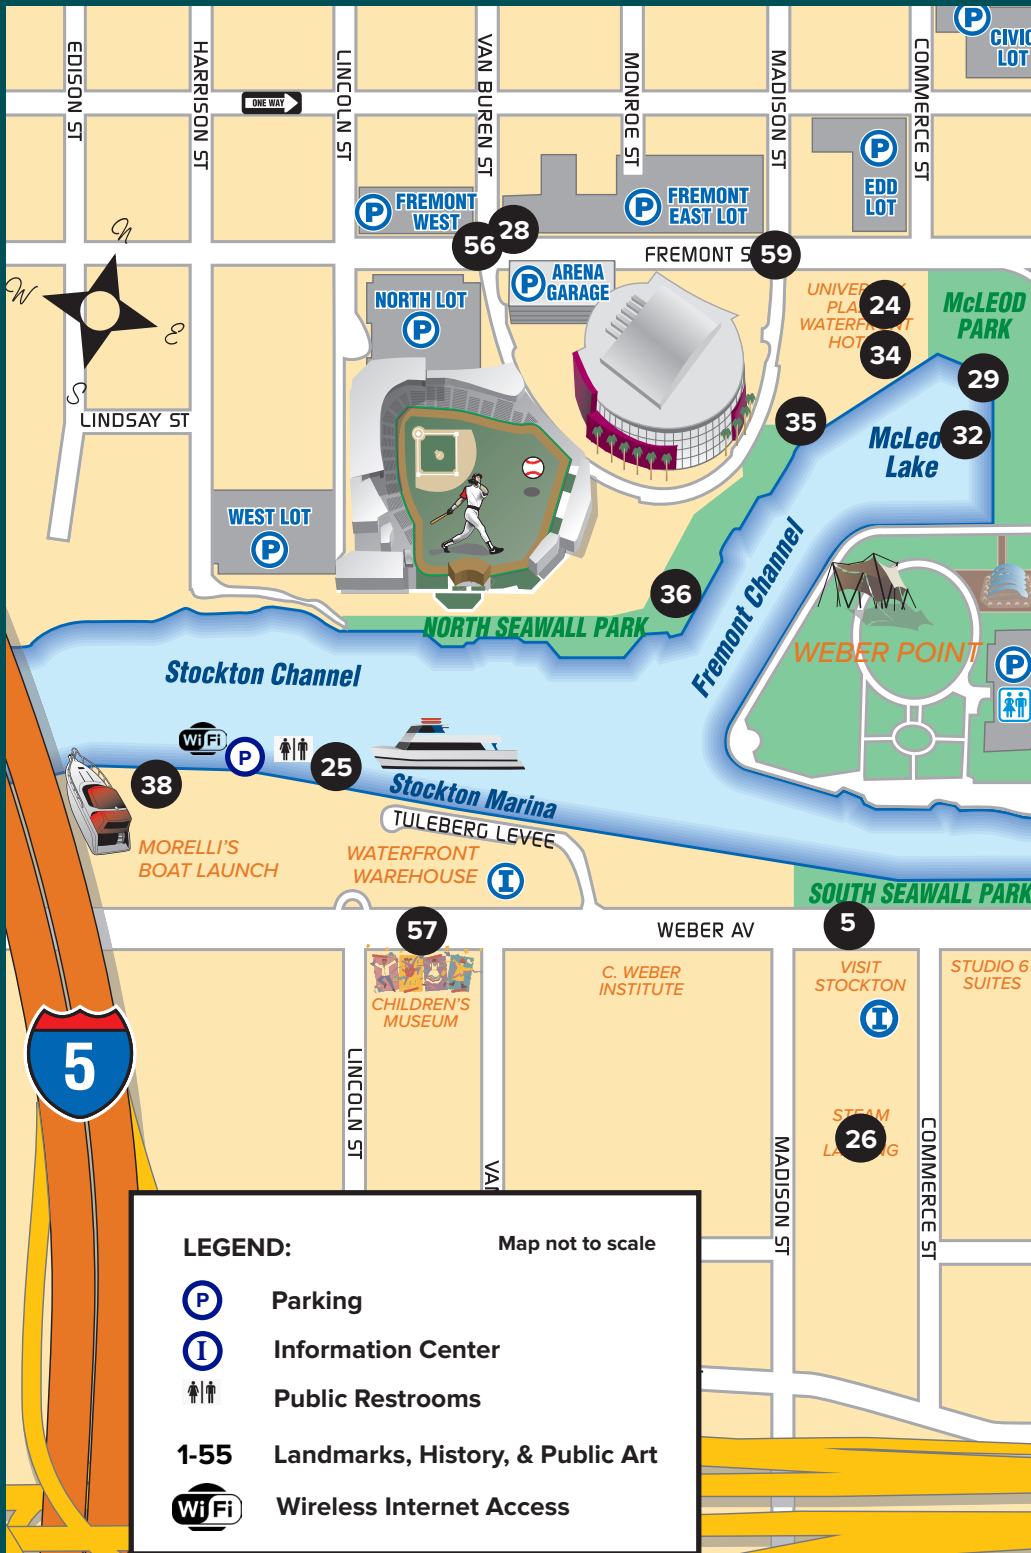 EDISON ST
HARRISON ST
LINCOLN ST
VAN BUREN ST
MONROE ST
MADISON ST
COMMERCE ST
P
CIVIC
LOT
ONE WAY
P
EDD
LOT
P
FREMONT
WEST
P
FREMONT
EAST LOT
56
28
FREMONT S
59
N
W
E
S
P
ARENA
GARAGE
NORTH LOT
P
24
WATERFRONT
34
McLEOD
PARK
29
LINDSAY ST
35
32
Lake
WEST LOT
P
36
Fremont Channel
NORTH SEAWALL PARK
WEBER POINT
P
Stockton Channel
WiFi
P
25
38
Stockton Marina
TULEBERG LEVEE
MORELLI'S
BOAT LAUNCH
WATERFRONT
WAREHOUSE
I
SOUTH SEAWALL PARK
57
WEBER AV
5
CHILDREN'S
MUSEUM
C. WEBER
INSTITUTE
VISIT
STOCKTON
I
STUDIO 6
SUITES
5
LINCOLN ST
VAN
MADISON ST
COMMERCE ST
STEAM
26
LEGEND:
Map not to scale
P Parking
I Information Center
Public Restrooms
1-55 Landmarks, History, & Public Art
WiFi Wireless Internet Access